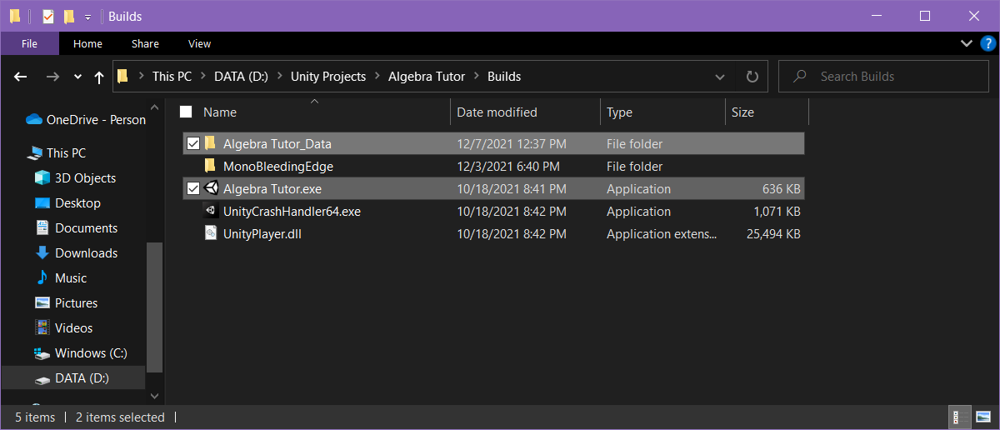 Builds
File Home Share View
This PC DATA (D:) Unity Projects Algebra Tutor Builds Search Builds
Name Date modified Type Size
OneDrive - Person
This PC
3D Objects
Desktop
Documents
Downloads
Music
Pictures
Videos
Windows (C:)
DATA (D:)
Algebra Tutor_Data 12/7/2021 12:37 PM File folder
MonoBleedingEdge 12/3/2021 6:40 PM File folder
Algebra Tutor.exe 10/18/2021 8:41 PM Application 636 KB
UnityCrashHandler64.exe 10/18/2021 8:42 PM Application 1,071 KB
UnityPlayer.dll 10/18/2021 8:42 PM Application extens... 25,494 KB
5 items 2 items selected